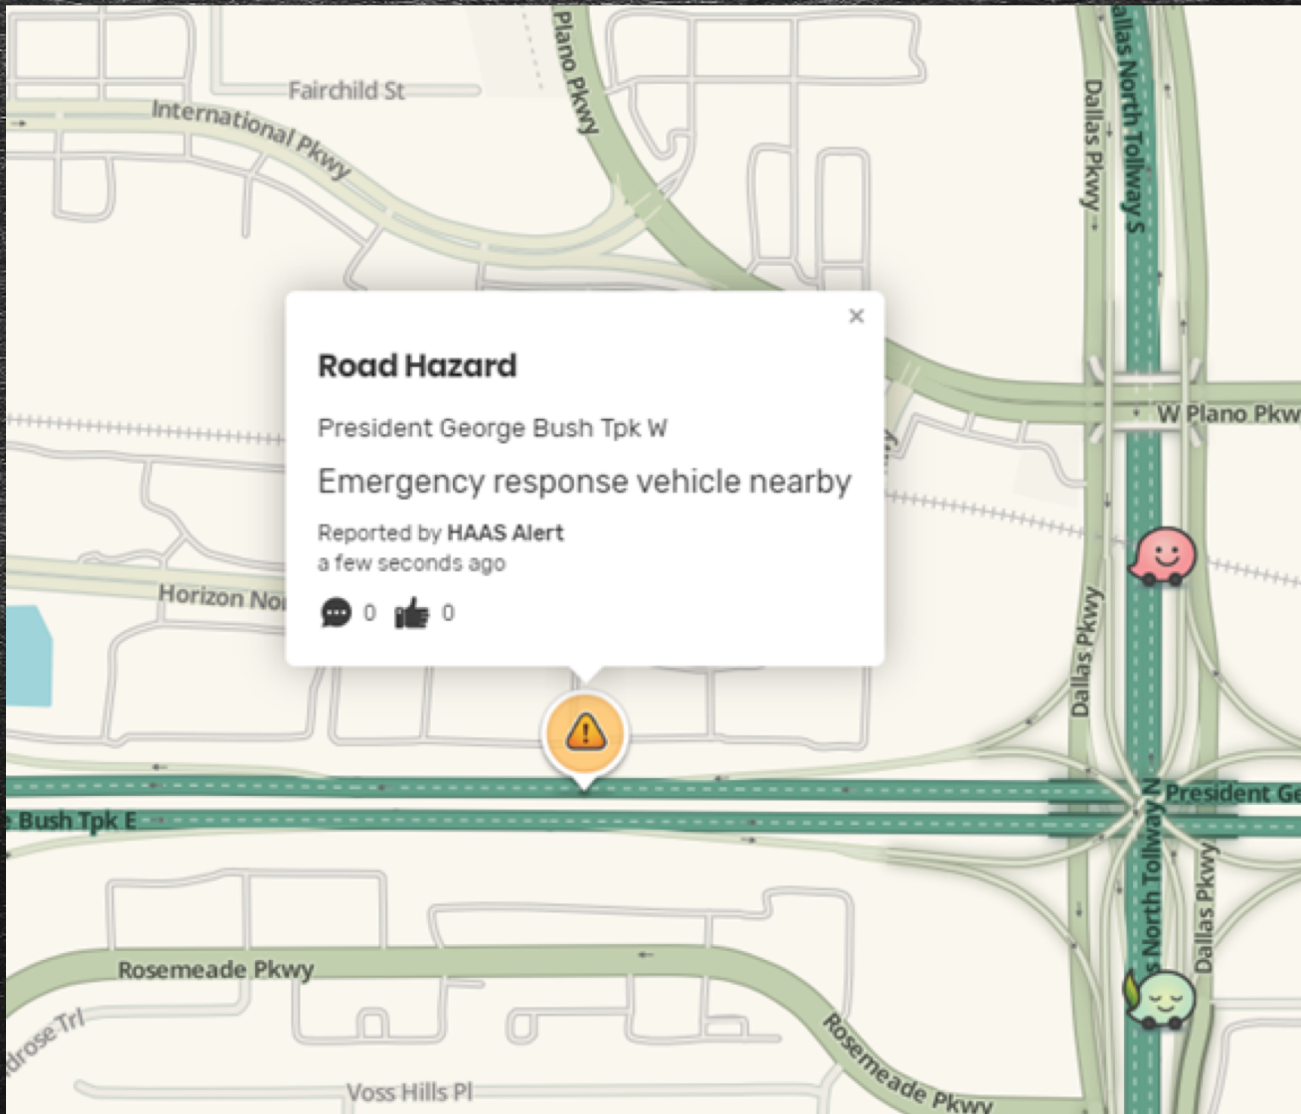 Fairchild St
International Pkwy
Plano Pkwy
Dallas Pkwy
allas North Tollway S
Road Hazard
President George Bush Tpk W
Emergency response vehicle nearby
Reported by HAAS Alert
a few seconds ago
0 0
W Plano Pkw
Horizon No
Dallas Pkwy
e Bush Tpk E
President Ge
s North Tollway N
Dallas Pkwy
Rosemeade Pkwy
drose Trl
Rosemeade Pkwy
Voss Hills Pl